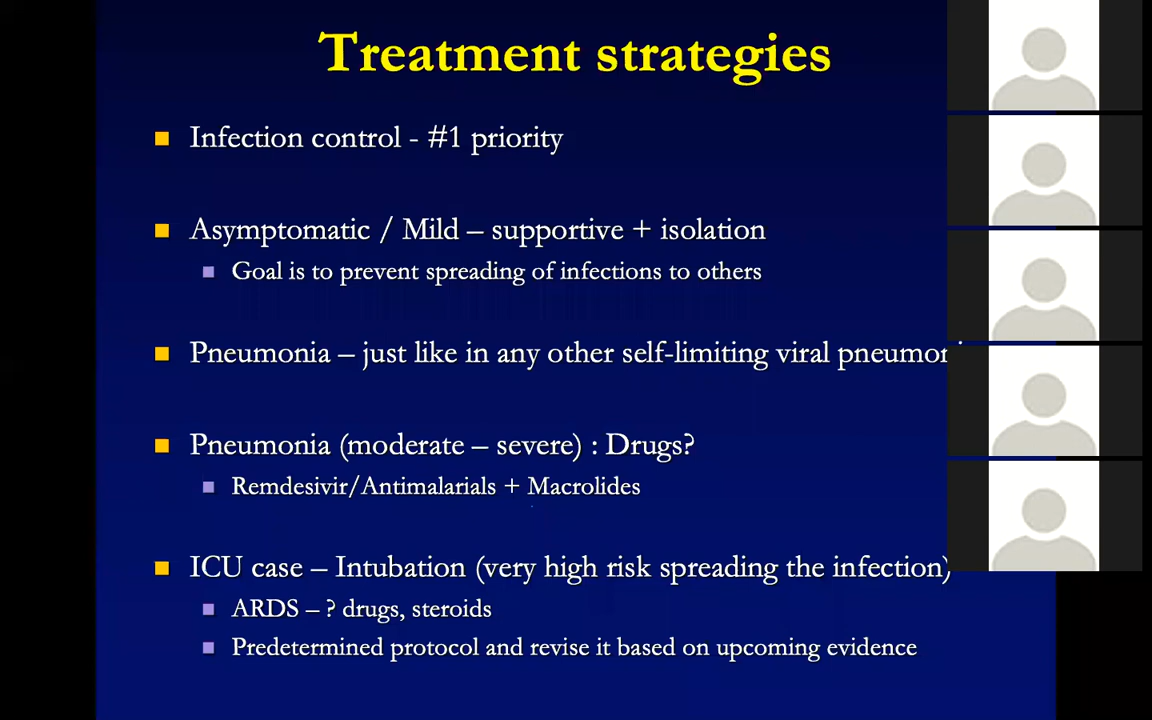 Treatment strategies
Infection control - #1 priority
Asymptomatic / Mild – supportive + isolation
Goal is to prevent spreading of infections to others
Pneumonia – just like in any other self-limiting viral
Pneumonia (moderate – severe) : Drugs?
Remdesivir/Antimalarials + Macrolides
ICU case – Intubation (very high risk spreading the infection)
ARDS – ? drugs, steroids
Predetermined protocol and revise it based on upcoming evidence